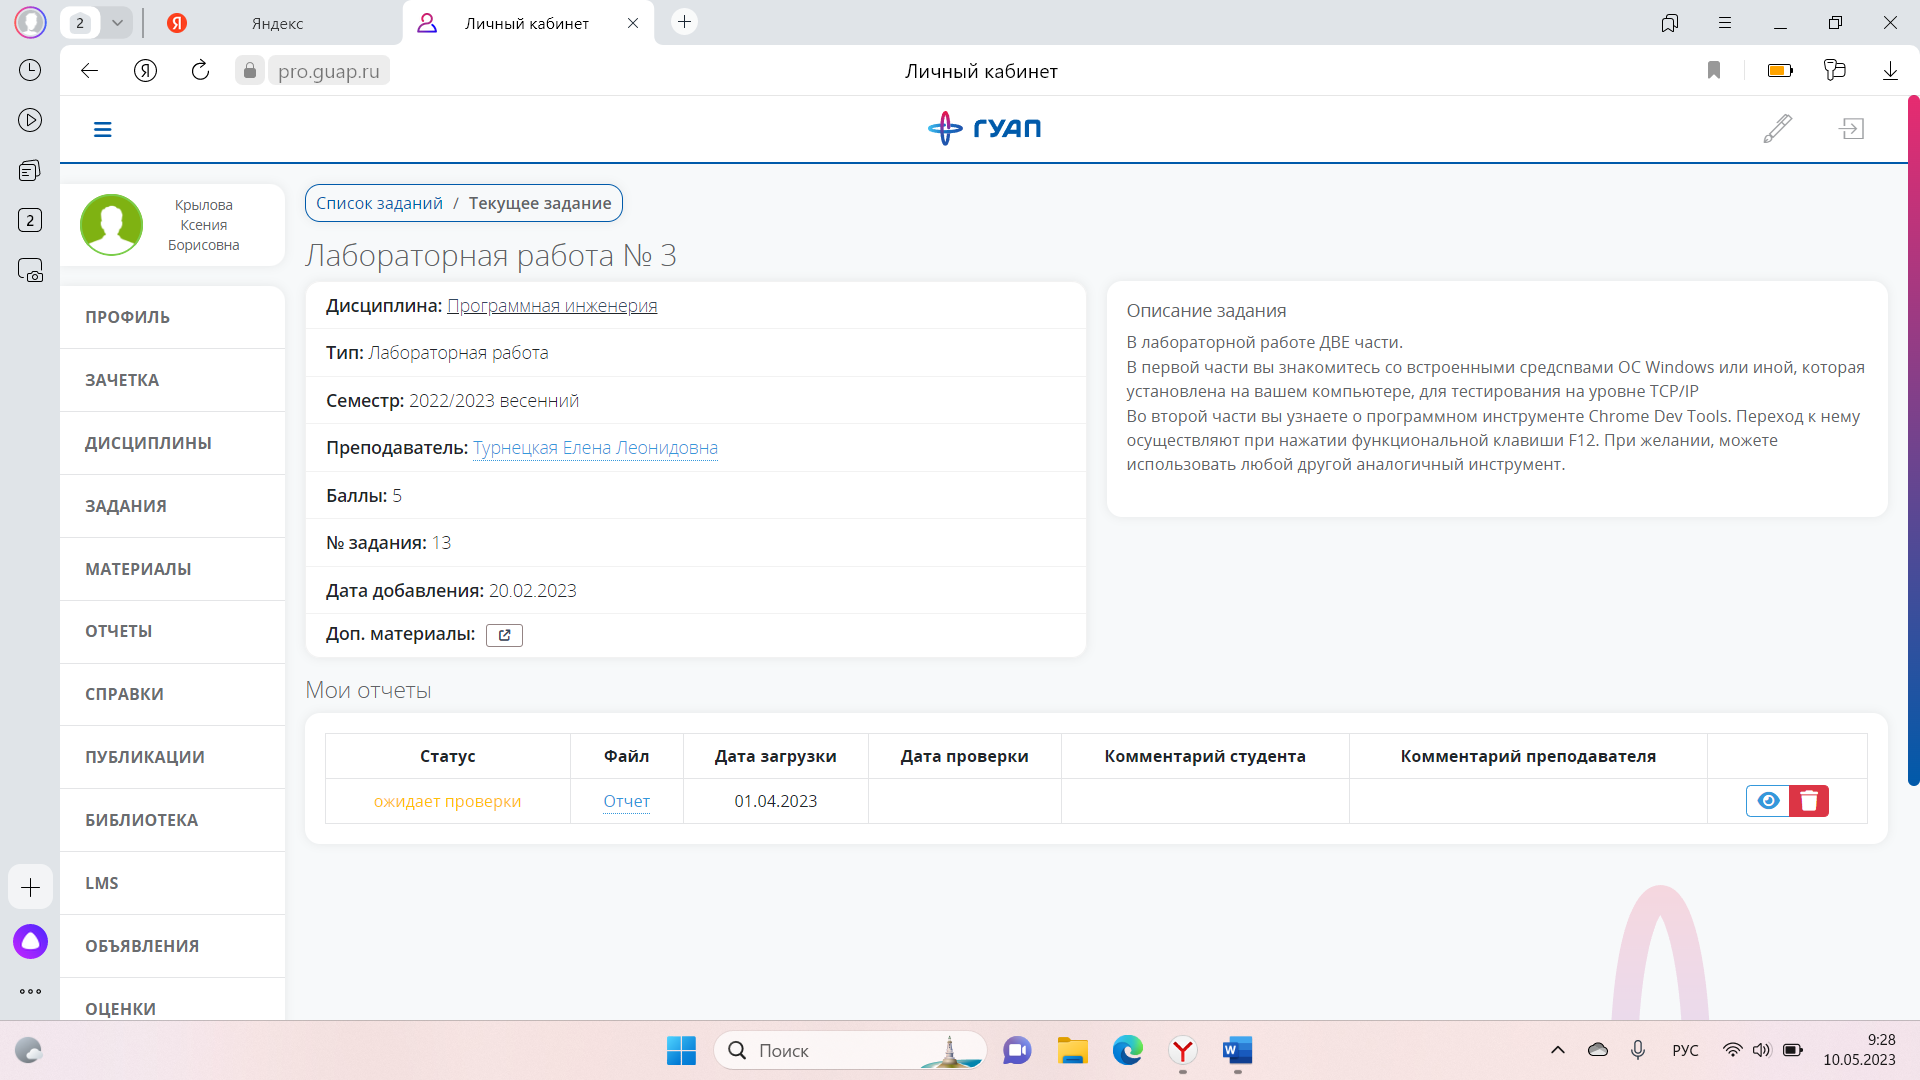 2
Яндекс
Личный кабинет
pro.guap.ru
Личный кабинет
ГУАП
2
Крылова
Ксения
Борисовна
ПРОФИЛЬ
ЗАЧЕТКА
ДИСЦИПЛИНЫ
ЗАДАНИЯ
МАТЕРИАЛЫ
ОТЧЕТЫ
СПРАВКИ
ПУБЛИКАЦИИ
БИБЛИОТЕКА
LMS
ОБЪЯВЛЕНИЯ
ОЦЕНКИ
Список заданий / Текущее задание
Лабораторная работа № 3
Дисциплина: Программная инженерия
Тип: Лабораторная работа
Семестр: 2022/2023 весенний
Преподаватель: Турнецкая Елена Леонидовна
Баллы: 5
№ задания: 13
Дата добавления: 20.02.2023
Доп. материалы:
Описание задания
В лабораторной работе ДВЕ части.
В первой части вы знакомитесь со встроенными средспвами ОС Windows или иной, которая
установлена на вашем компьютере, для тестирования на уровне TCP/IP
Во второй части вы узнаете о программном инструменте Chrome Dev Tools. Переход к нему
осуществляют при нажатии функциональной клавиши F12. При желании, можете
использовать любой другой аналогичный инструмент.
Мои отчеты
Статус Файл Дата загрузки Дата проверки Комментарий студента Комментарий преподавателя
ожидает проверки Отчет 01.04.2023
Поиск
РУС
9:28
10.05.2023